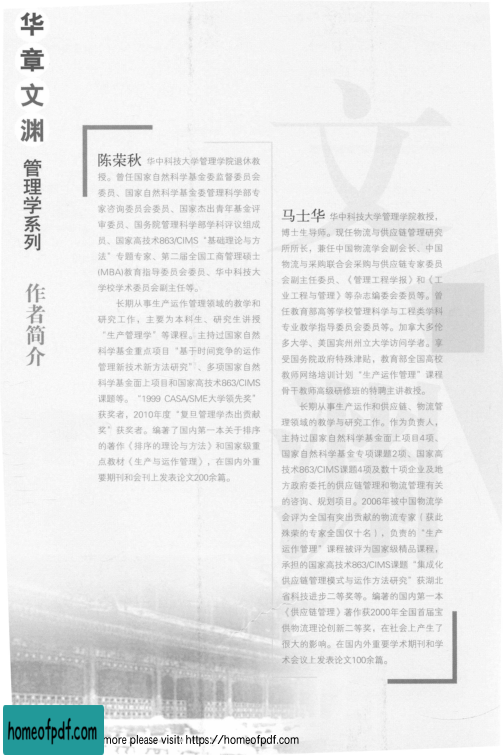 华章文渊
管理学系列
作者简介
文
陈荣秋 华中科技大学管理学院退休教
授。曾任国家自然科学基金委监督委员会
委员、国家自然科学基金委管理科学部专
家咨询委员会委员、国家杰出青年基金评
审委员、国务院管理科学部学科评议组成
员、国家高技术863/CIMS“基础理论与方
法”专题专家、第二届全国工商管理硕士
(MBA)教育指导委员会委员、华中科技大
学校学术委员会副主任等。
长期从事生产运作管理领域的教学和
研究工作，主要为本科生、研究生讲授
“生产管理学”等课程。主持过国家自然
科学基金重点项目“基于时间竞争的运作
管理新技术新方法研究”、多项国家自然
科学基金面上项目和国家高技术863/CIMS
课题等。“1999 CASA/SME大学领先奖”
获奖者，2010年度“复旦管理学杰出贡献
奖”获奖者。编著了国内第一本关于排序
的著作《排序的理论与方法》和国家级重
点教材《生产与运作管理》，在国内外重
要期刊和会刊上发表论文200余篇。
马士华 华中科技大学管理学院教授，
博士生导师。现任物流与供应链管理研究
所所长，兼任中国物流学会副会长、中国
物流与采购联合会采购与供应链专家委员
会副主任委员、《管理工程学报》和《工
业工程与管理》等杂志编委会委员等。曾
任教育部高等学校管理科学与工程类学科
专业教学指导委员会委员等。加拿大多伦
多大学、美国宾州州立大学访问学者。享
受国务院政府特殊津贴，教育部全国高校
教师网络培训计划“生产运作管理”课程
骨干教师高级研修班的特聘主讲教授。
长期从事生产运作和供应链、物流管
理领域的教学与研究工作。作为负责人，
主持过国家自然科学基金面上项目4项、
国家自然科学基金专项课题2项、国家高
技术863/CIMS课题4项及数十项企业及地
方政府委托的供应链管理和物流管理有关
的咨询、规划项目。2006年被中国物流学
会评为全国有突出贡献的物流专家（获此
殊荣的专家全国仅十名），负责的“生产
运作管理”课程被评为国家级精品课程，
承担的国家高技术863/CIMS课题“集成化
供应链管理模式与运作方法研究”获湖北
省科技进步二等奖等。编著的国内第一本
《供应链管理》著作获2000年全国首届宝
供物流理论创新二等奖，在社会上产生了
很大的影响。在国内外重要学术期刊和学
术会议上发表论文100余篇。
homeofpdf.com
more please visit: https://homeofpdf.com